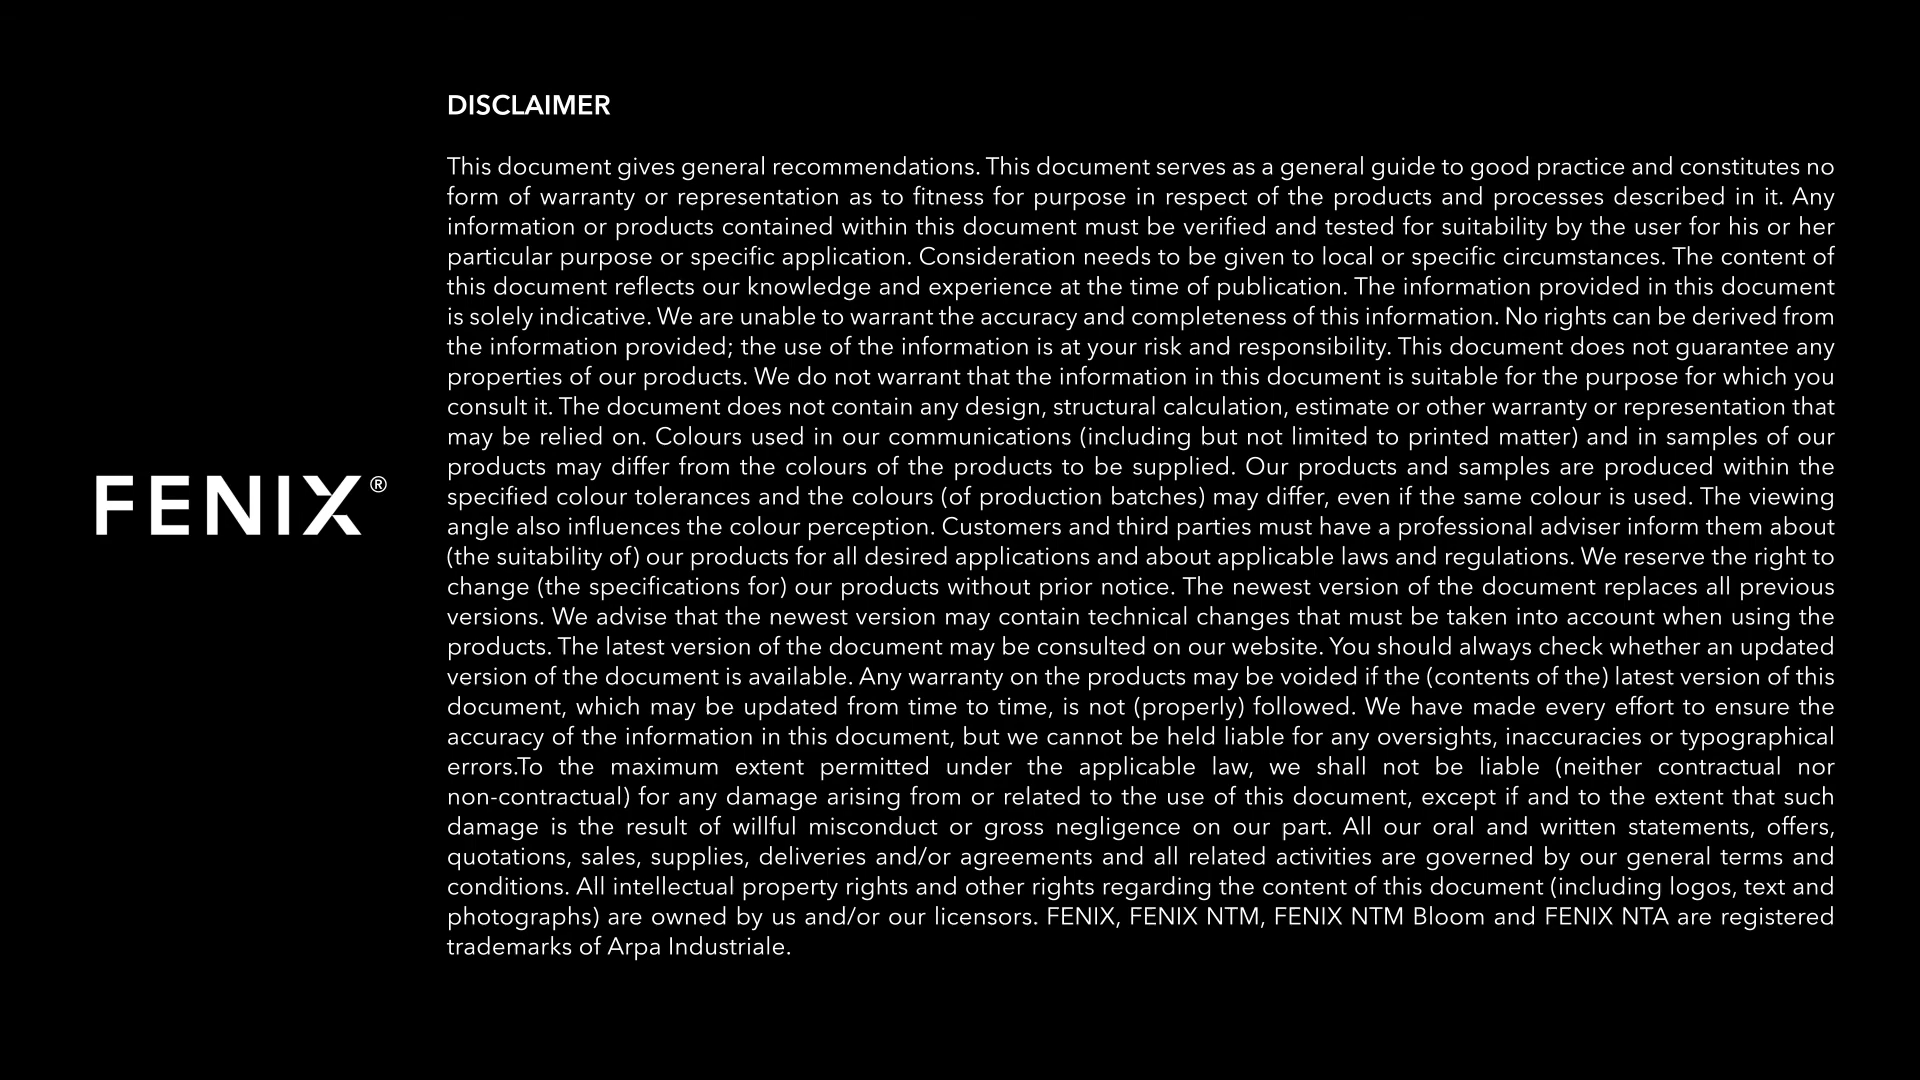 DISCLAIMER
This document gives general recommendations. This document serves as a general guide to good practice and constitutes no
form of warranty or representation as to fitness for purpose in respect of the products and processes described in it. Any
information or products contained within this document must be verified and tested for suitability by the user for his or her
particular purpose or specific application. Consideration needs to be given to local or specific circumstances. The content of
this document reflects our knowledge and experience at the time of publication. The information provided in this document
is solely indicative. We are unable to warrant the accuracy and completeness of this information. No rights can be derived from
the information provided; the use of the information is at your risk and responsibility. This document does not guarantee any
properties of our products. We do not warrant that the information in this document is suitable for the purpose for which you
consult it. The document does not contain any design, structural calculation, estimate or other warranty or representation that
may be relied on. Colours used in our communications (including but not limited to printed matter) and in samples of our
products may differ from the colours of the products to be supplied. Our products and samples are produced within the
specified colour tolerances and the colours (of production batches) may differ, even if the same colour is used. The viewing
angle also influences the colour perception. Customers and third parties must have a professional adviser inform them about
(the suitability of) our products for all desired applications and about applicable laws and regulations. We reserve the right to
change (the specifications for) our products without prior notice. The newest version of the document replaces all previous
versions. We advise that the newest version may contain technical changes that must be taken into account when using the
products. The latest version of the document may be consulted on our website. You should always check whether an updated
version of the document is available. Any warranty on the products may be voided if the (contents of the) latest version of this
document, which may be updated from time to time, is not (properly) followed. We have made every effort to ensure the
accuracy of the information in this document, but we cannot be held liable for any oversights, inaccuracies or typographical
errors.To the maximum extent permitted under the applicable law, we shall not be liable (neither contractual nor
non-contractual) for any damage arising from or related to the use of this document, except if and to the extent that such
damage is the result of willful misconduct or gross negligence on our part. All our oral and written statements, offers,
quotations, sales, supplies, deliveries and/or agreements and all related activities are governed by our general terms and
conditions. All intellectual property rights and other rights regarding the content of this document (including logos, text and
photographs) are owned by us and/or our licensors. FENIX, FENIX NTM, FENIX NTM Bloom and FENIX NTA are registered
trademarks of Arpa Industriale.
FENIX®